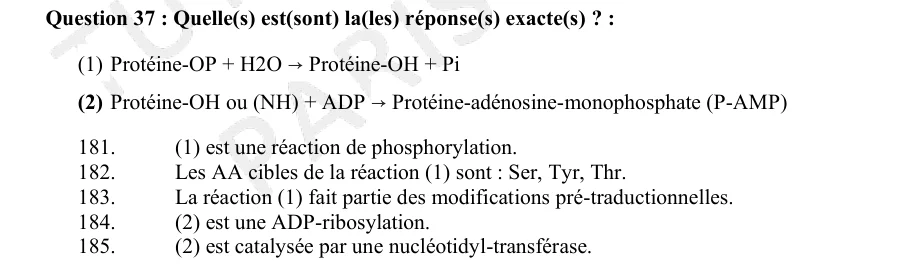 Question 37 : Quelle(s) est(sont) la(les) réponse(s) exacte(s) ? :
(1) Protéine-OP + H2O → Protéine-OH + Pi
(2) Protéine-OH ou (NH) + ADP → Protéine-adénosine-monophosphate (P-AMP)
181. (1) est une réaction de phosphorylation.
182. Les AA cibles de la réaction (1) sont : Ser, Tyr, Thr.
183. La réaction (1) fait partie des modifications pré-traductionnelles.
184. (2) est une ADP-ribosylation.
185. (2) est catalysée par une nucléotidyl-transférase.